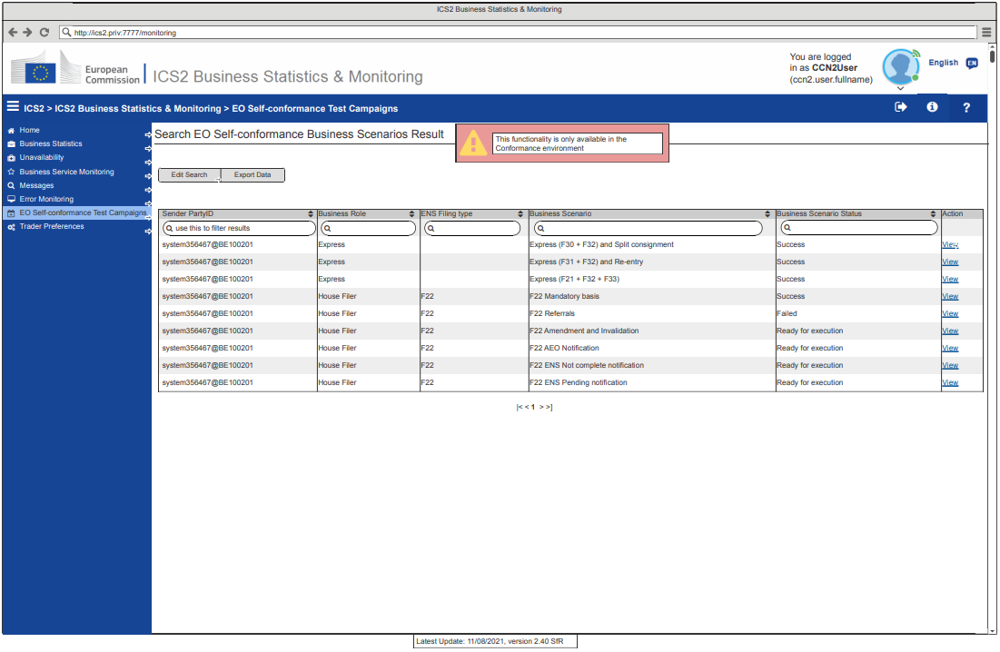 ICS2 Business Statistics & Monitoring
http://ics2.priv:7777/monitoring
European
Commission
ICS2 Business Statistics & Monitoring
You are logged
in as CCN2User
(ccn2.user.fullname)
English EN
ICS2 > ICS2 Business Statistics & Monitoring > EO Self-conformance Test Campaigns
?
Home
Business Statistics
Unavailability
Business Service Monitoring
Messages
Error Monitoring
EO Self-conformance Test Campaigns
Trader Preferences
Search EO Self-conformance Business Scenarios Result
This functionality is only available in the
Conformance environment
Edit Search Export Data
Sender PartyID Business Role ENS Filing type Business Scenario Business Scenario Status Action
use this to filter results
system356467@BE100201 Express Express (F30 + F32) and Split consignment Success View
system356467@BE100201 Express Express (F31 + F32) and Re-entry Success View
system356467@BE100201 Express Express (F21 + F32 + F33) Success View
system356467@BE100201 House Filer F22 F22 Mandatory basis Success View
system356467@BE100201 House Filer F22 F22 Referrals Failed View
system356467@BE100201 House Filer F22 F22 Amendment and Invalidation Ready for execution View
system356467@BE100201 House Filer F22 F22 AEO Notification Ready for execution View
system356467@BE100201 House Filer F22 F22 ENS Not complete notification Ready for execution View
system356467@BE100201 House Filer F22 F22 ENS Pending notification Ready for execution View
|< < 1 > >|
Latest Update: 11/08/2021, version 2.40 SfR